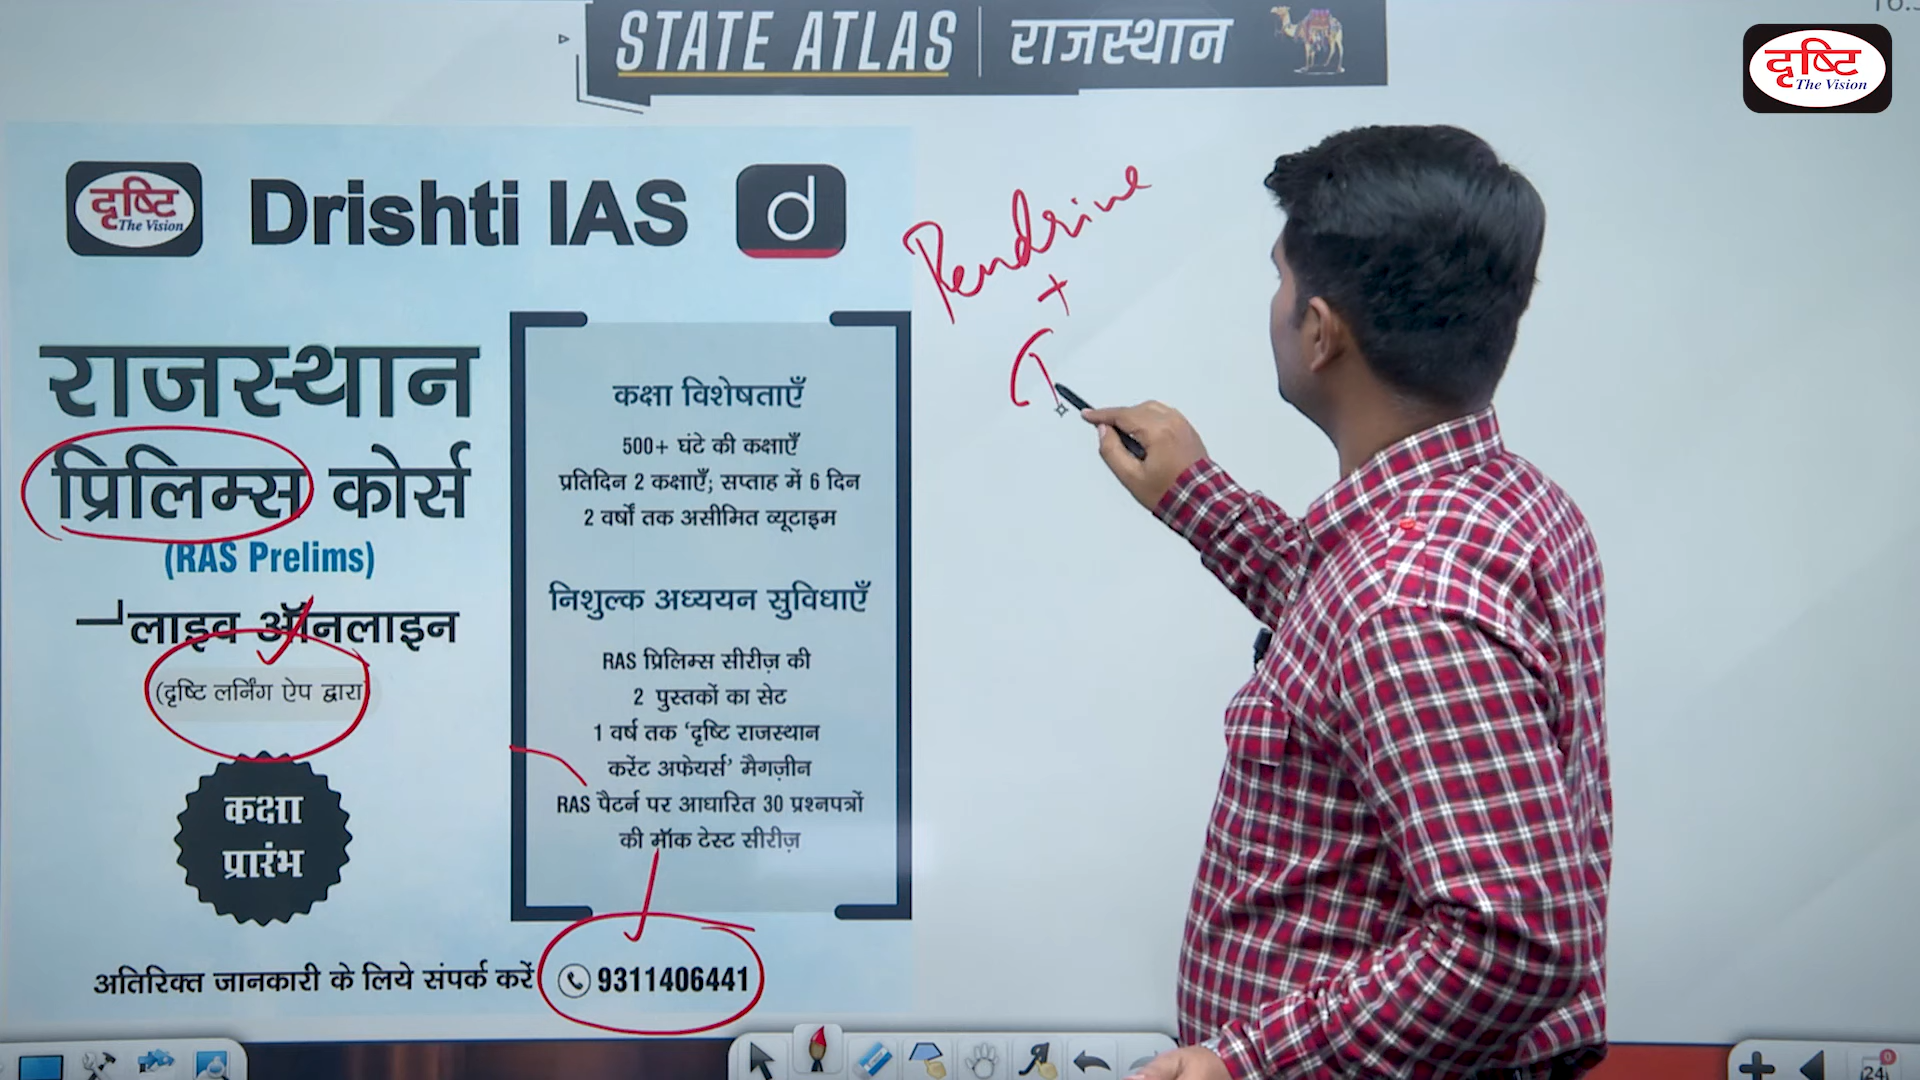 STATE ATLAS | राजस्थान
दृष्टि
The Vision
दृष्टि
The Vision
Drishti IAS
d
राजस्थान
प्रिलिम्स कोर्स
(RAS Prelims)
लाइव ऑनलाइन
(दृष्टि लर्निंग ऐप द्वारा)
कक्षा
प्रारंभ
कक्षा विशेषताएँ
500+ घंटे की कक्षाएँ
प्रतिदिन 2 कक्षाएँ; सप्ताह में 6 दिन
2 वर्षों तक असीमित व्यूटाइम
निशुल्क अध्ययन सुविधाएँ
RAS प्रिलिम्स सीरीज़ की
2 पुस्तकों का सेट
1 वर्ष तक ‘दृष्टि राजस्थान
करेंट अफेयर्स’ मैगज़ीन
RAS पैटर्न पर आधारित 30 प्रश्नपत्रों
की मॉक टेस्ट सीरीज़
अतिरिक्त जानकारी के लिये संपर्क करें 9311406441
Pendrive
+
24